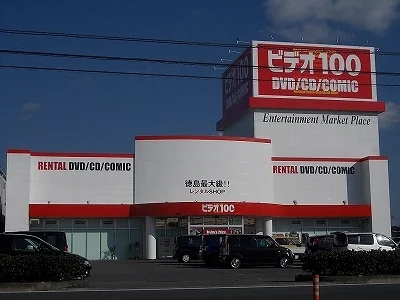 ビデオ100
DVD/CD/COMIC
Entertainment Market Place
RENTAL DVD/CD/COMIC
RENTAL DVD/CD/COMIC
徳島最大級!!
レンタルSHOP
ビデオ100